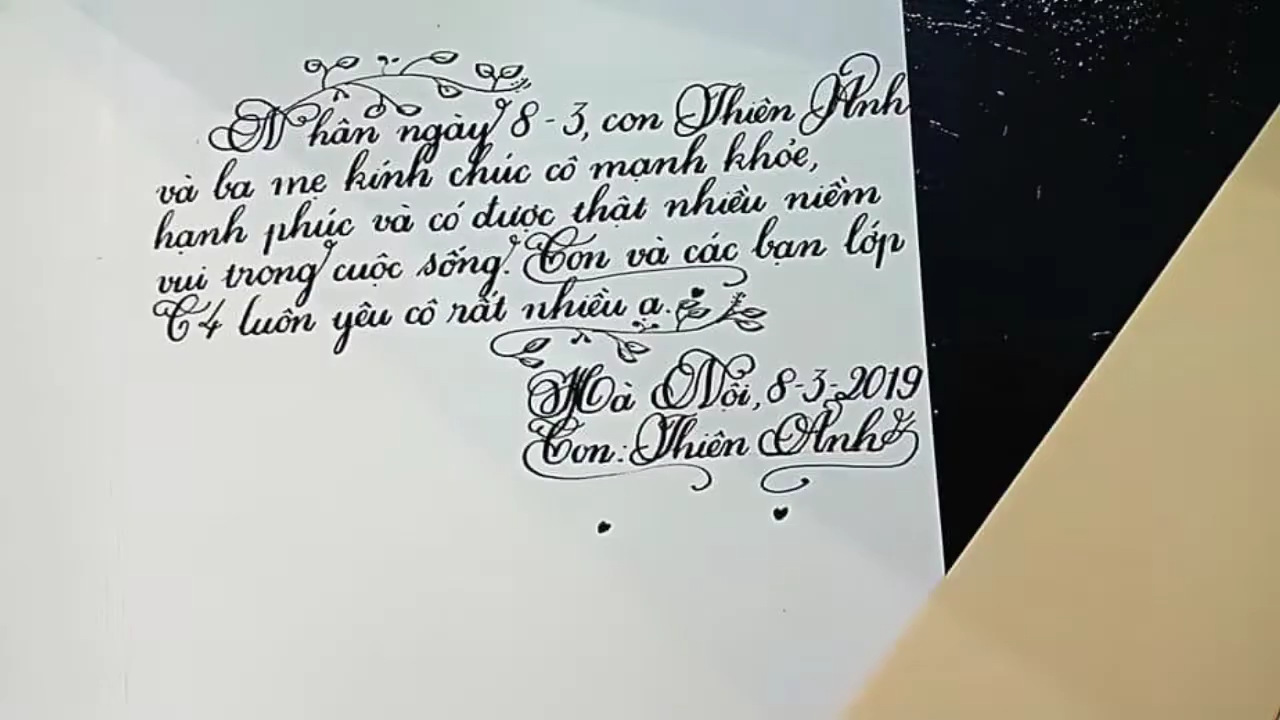 Nhân ngày 8-3, con Thiên Ảnh
và ba mẹ kính chúc cô mạnh khỏe,
hạnh phúc và có được thật nhiều niềm
vui trong cuộc sống. Con và các bạn lớp
C4 luôn yêu cô rất nhiều ạ.
Hà Nội, 8-3-2019
Con: Thiên Ảnh